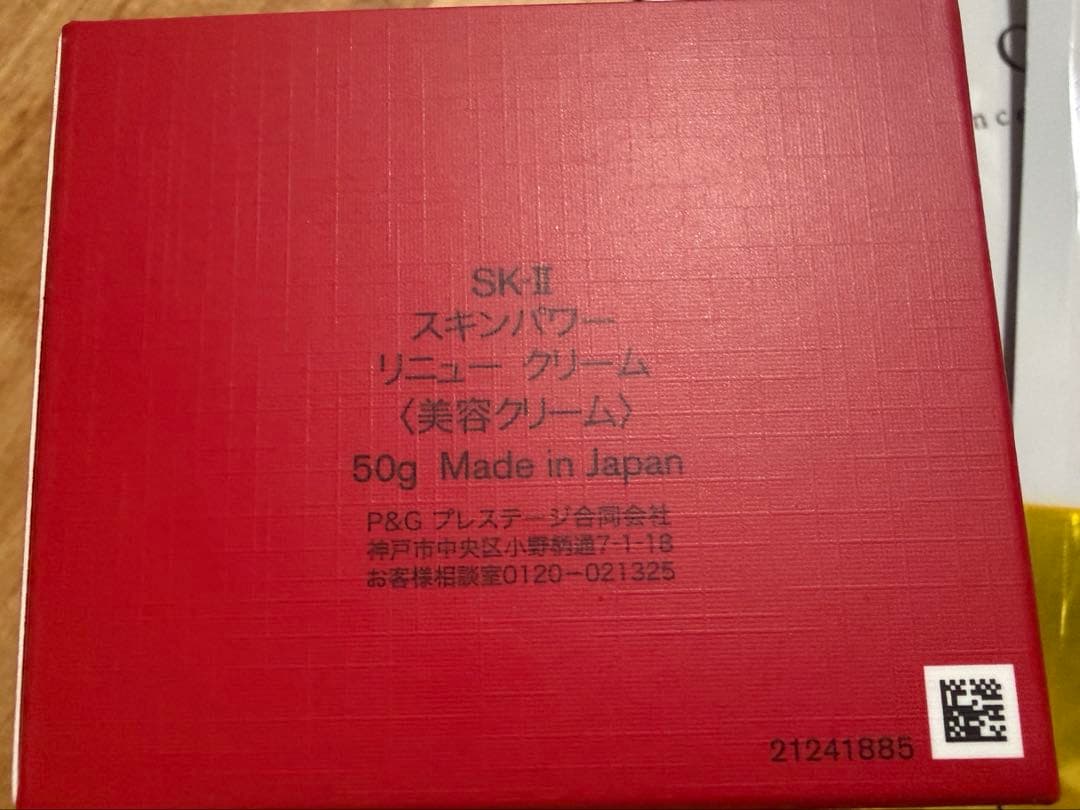 SK-Ⅱ
スキンパワー
リニュー クリーム
〈美容クリーム〉
50g Made in Japan
P&G プレステージ合同会社
神戸市中央区小野柄通7-1-18
お客様相談室0120-021325
21241885